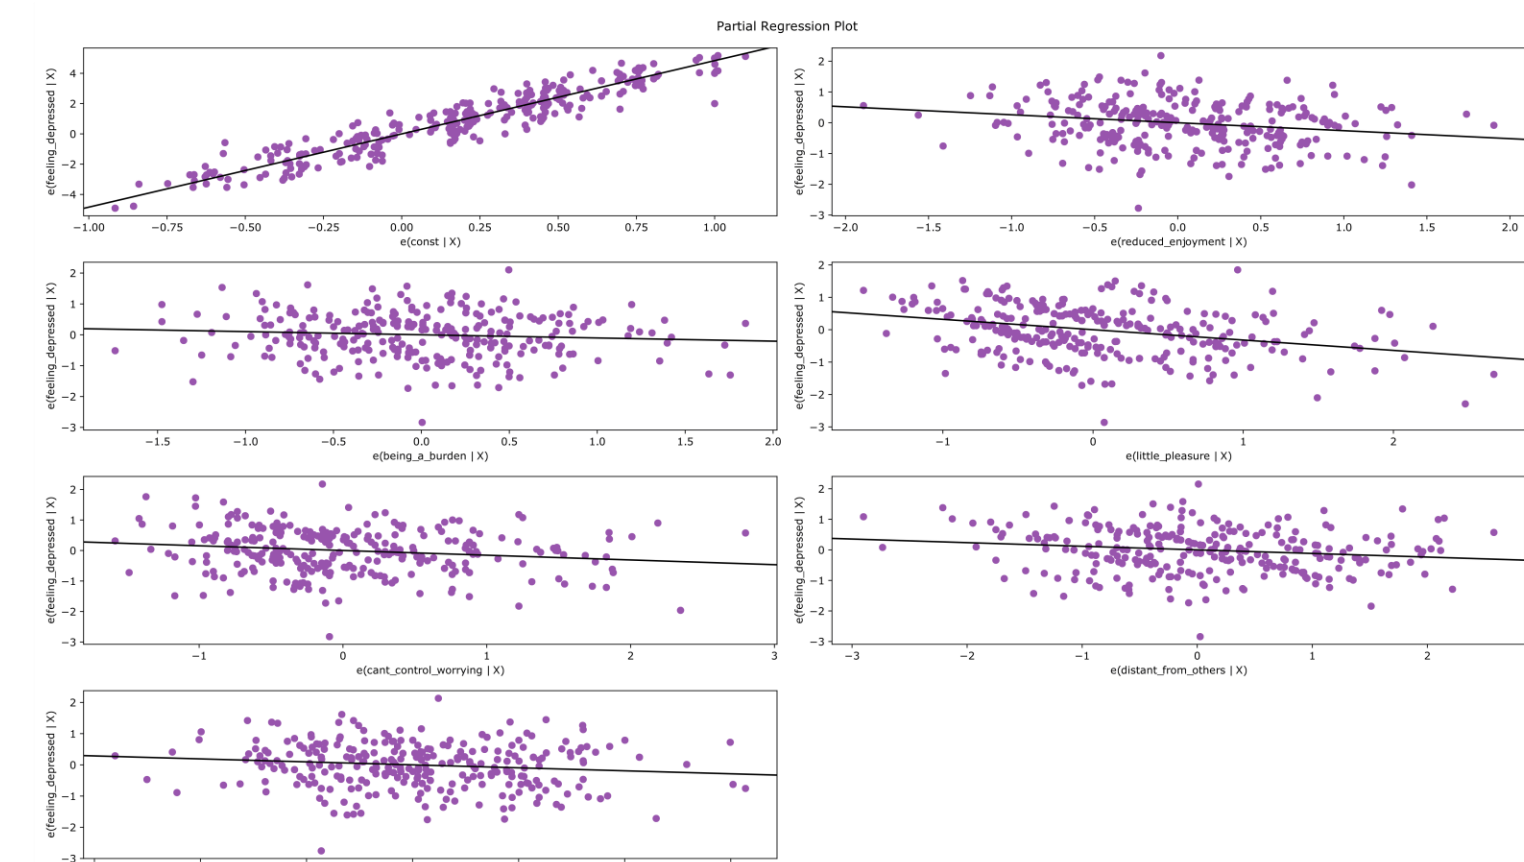 Partial Regression Plot
e(feeling_depressed | X)
4
2
0
−2
−4
−1.00 −0.75 −0.50 −0.25 0.00 0.25 0.50 0.75 1.00
e(const | X)
e(feeling_depressed | X)
2
1
0
−1
−2
−3
−2.0 −1.5 −1.0 −0.5 0.0 0.5 1.0 1.5 2.0
e(reduced_enjoyment | X)
e(feeling_depressed | X)
2
1
0
−1
−2
−3
−1.5 −1.0 −0.5 0.0 0.5 1.0 1.5 2.0
e(being_a_burden | X)
e(feeling_depressed | X)
2
1
0
−1
−2
−3
−1 0 1 2
e(little_pleasure | X)
e(feeling_depressed | X)
2
1
0
−1
−2
−3
−1 0 1 2 3
e(cant_control_worrying | X)
e(feeling_depressed | X)
2
1
0
−1
−2
−3
−3 −2 −1 0 1 2
e(distant_from_others | X)
e(feeling_depressed | X)
2
1
0
−1
−2
−3